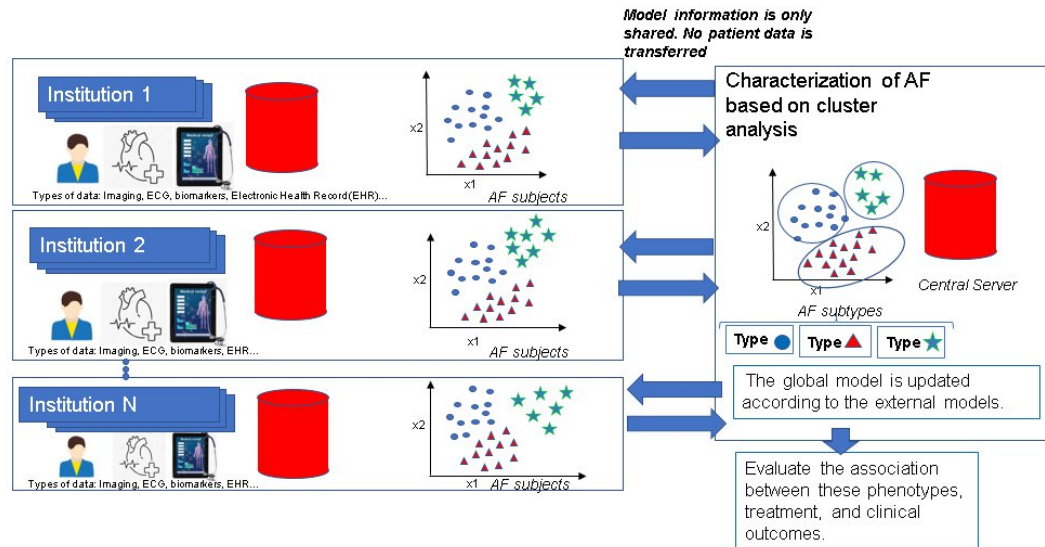 Model information is only
shared. No patient data is
transferred
Institution 1
Types of data: Imaging, ECG, biomarkers, Electronic Health Record(EHR)...
x2
x1
AF subjects
Institution 2
Types of data: Imaging, ECG, biomarkers, EHR...
x2
x1
AF subjects
Institution N
Types of data: Imaging, ECG, biomarkers, EHR...
x2
x1
AF subjects
Characterization of AF
based on cluster
analysis
x2
x1
Central Server
AF subtypes
Type
Type
Type
The global model is updated
according to the external models.
Evaluate the association
between these phenotypes,
treatment, and clinical
outcomes.